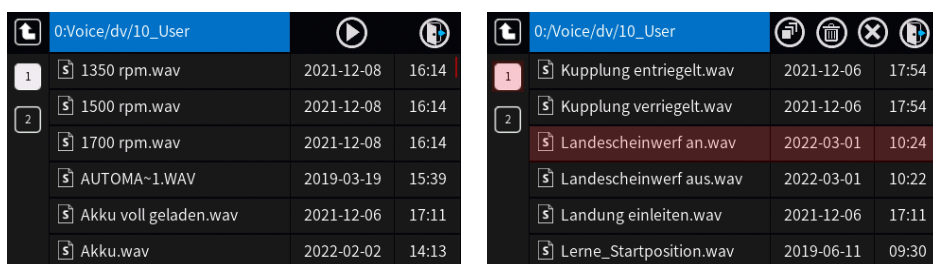 0:Voice/dv/10_User
1
2
S 1350 rpm.wav 2021-12-08 16:14
S 1500 rpm.wav 2021-12-08 16:14
S 1700 rpm.wav 2021-12-08 16:14
S AUTOMA~1.WAV 2019-03-19 15:39
S Akku voll geladen.wav 2021-12-06 17:11
S Akku.wav 2022-02-02 14:13
0:/Voice/dv/10_User
1
2
S Kupplung entriegelt.wav 2021-12-06 17:54
S Kupplung verriegelt.wav 2021-12-06 17:54
S Landescheinwerf an.wav 2022-03-01 10:24
S Landescheinwerf aus.wav 2022-03-01 10:22
S Landung einleiten.wav 2021-12-06 17:11
S Lerne_Startposition.wav 2019-06-11 09:30